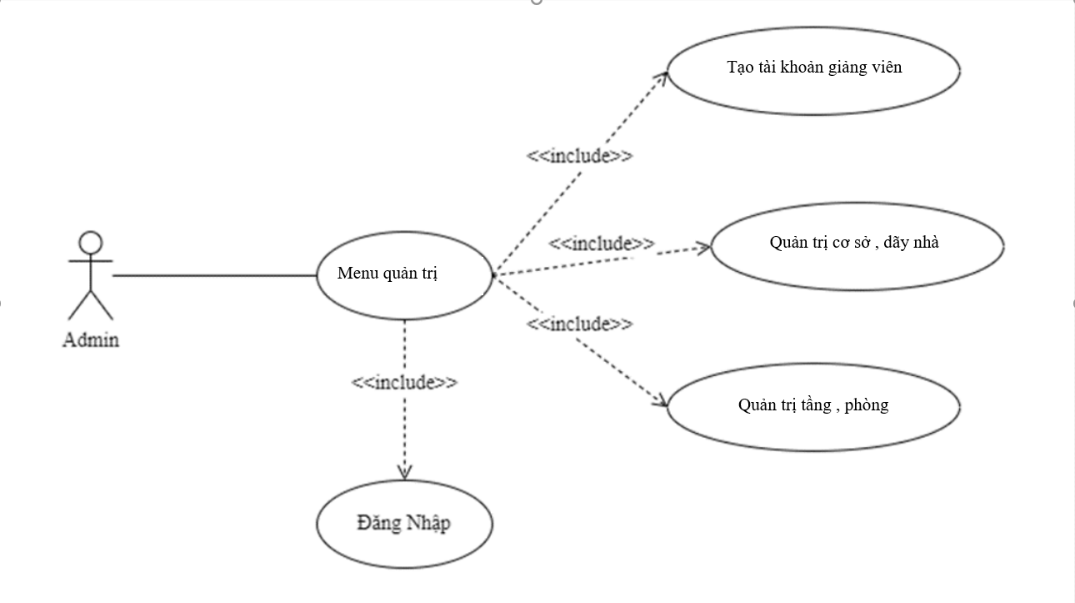 Tạo tài khoản giảng viên
<<include>>
Quản trị cơ sở , dãy nhà
<<include>>
Menu quản trị
<<include>>
Admin
<<include>>
Quản trị tầng , phòng
Đăng Nhập